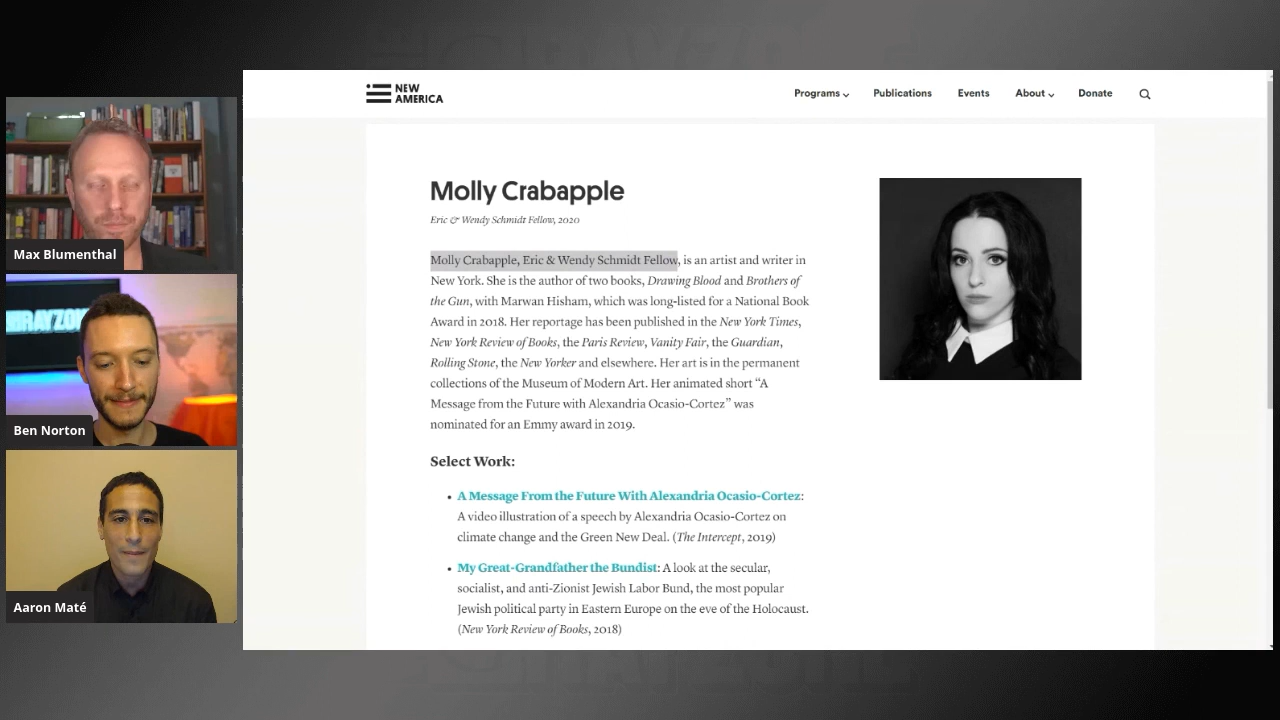 NEW
AMERICA
Programs
Publications
Events
About
Donate
Max Blumenthal
GRAYZONE
Ben Norton
Aaron Maté
Molly Crabapple
Eric & Wendy Schmidt Fellow, 2020
Molly Crabapple, Eric & Wendy Schmidt Fellow, is an artist and writer in
New York. She is the author of two books, Drawing Blood and Brothers of
the Gun, with Marwan Hisham, which was long-listed for a National Book
Award in 2018. Her reportage has been published in the New York Times,
New York Review of Books, the Paris Review, Vanity Fair, the Guardian,
Rolling Stone, the New Yorker and elsewhere. Her art is in the permanent
collections of the Museum of Modern Art. Her animated short “A
Message from the Future with Alexandria Ocasio-Cortez” was
nominated for an Emmy award in 2019.
Select Work:
• A Message From the Future With Alexandria Ocasio-Cortez:
A video illustration of a speech by Alexandria Ocasio-Cortez on
climate change and the Green New Deal. (The Intercept, 2019)
• My Great-Grandfather the Bundist: A look at the secular,
socialist, and anti-Zionist Jewish Labor Bund, the most popular
Jewish political party in Eastern Europe on the eve of the Holocaust.
(New York Review of Books, 2018)